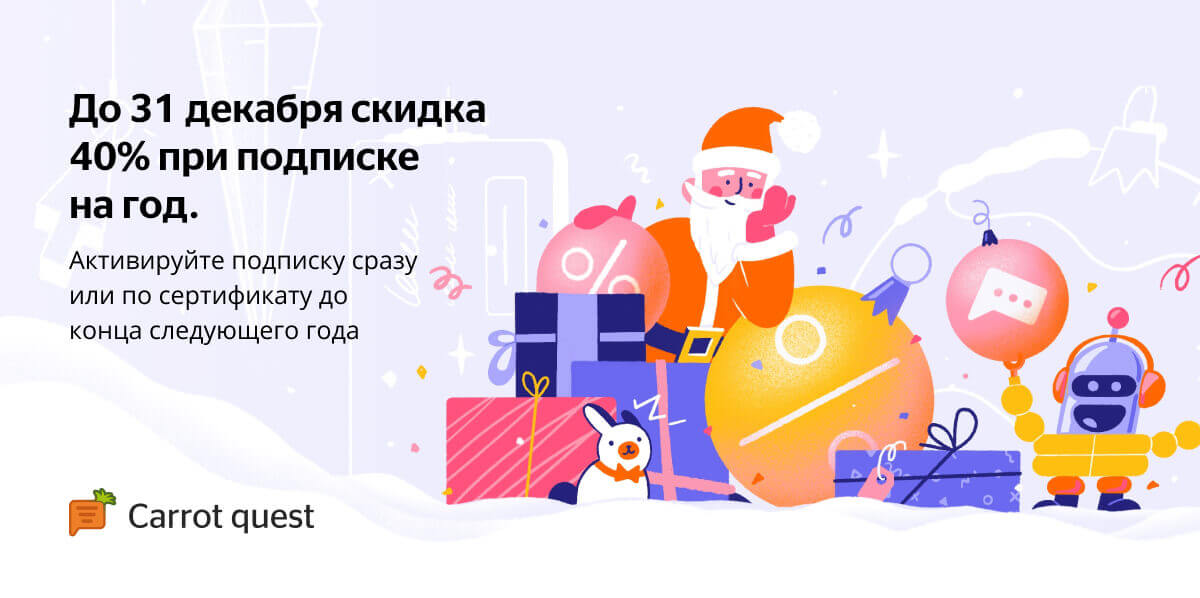 До 31 декабря скидка
40% при подписке
на год.
Активируйте подписку сразу
или по сертификату до
конца следующего года
Carrot quest
%